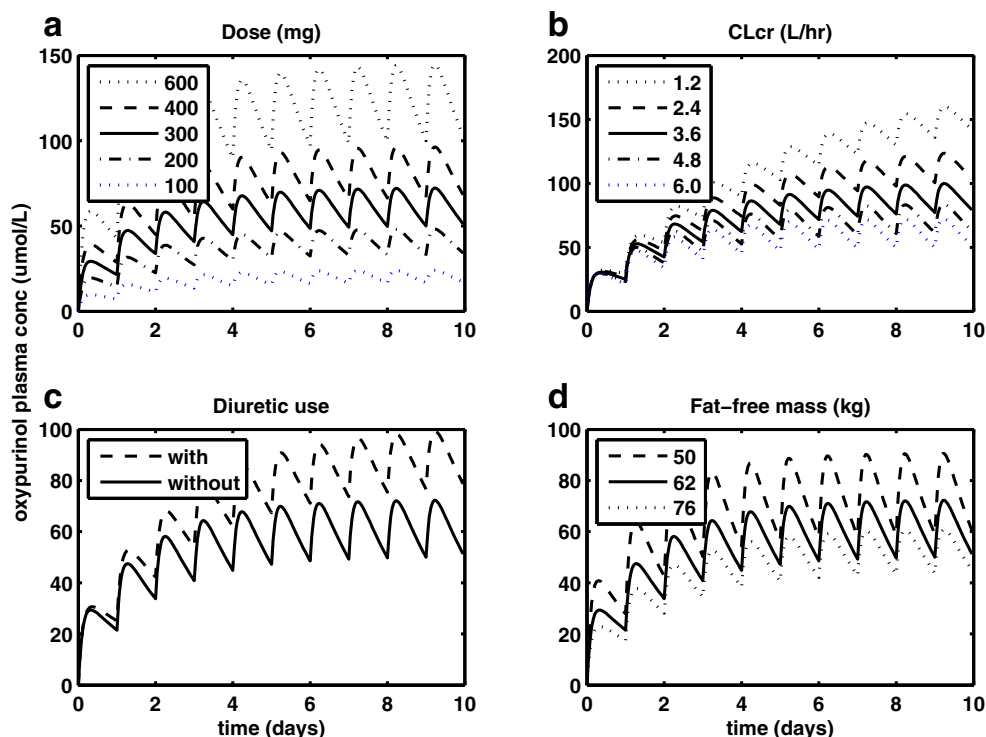 a
Dose (mg)
150
100
50
0
600
400
300
200
100
0 2 4 6 8 10
b
CLcr (L/hr)
200
150
100
50
0
1.2
2.4
3.6
4.8
6.0
0 2 4 6 8 10
oxypurinol plasma conc (umol/L)
c
Diuretic use
100
80
60
40
20
0
with
without
0 2 4 6 8 10
time (days)
d
Fat-free mass (kg)
100
80
60
40
20
0
50
62
76
0 2 4 6 8 10
time (days)